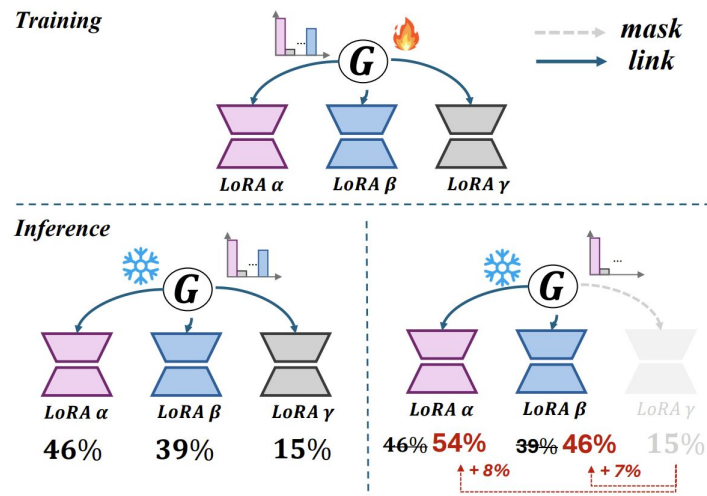 Training
...
G
mask
link
LoRA α
LoRA β
LoRA γ
Inference
G
...
LoRA α
LoRA β
LoRA γ
46%
39%
15%
G
...
LoRA α
LoRA β
LoRA γ
46% 54%
39% 46%
15%
+ 8%
+ 7%